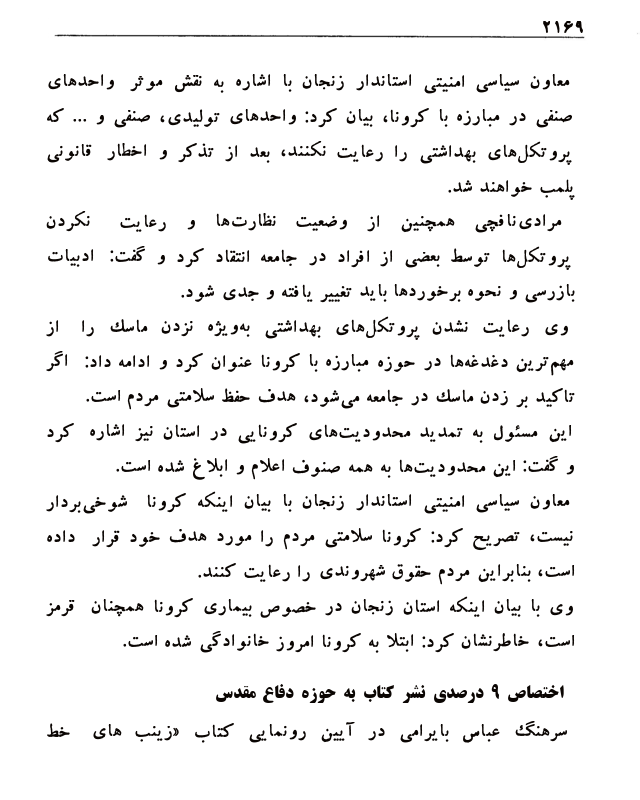 ۲۱۶۹
معاون سیاسی امنیتی استاندار زنجان با اشاره به نقش موثر واحدهای
صنفی در مبارزه با کرونا، بیان کرد: واحدهای تولیدی، صنفی و ... که
پروتکل‌های بهداشتی را رعایت نکنند، بعد از تذکر و اخطار قانونی
پلمب خواهند شد.
مرادی‌نافچی همچنین از وضعیت نظارت‌ها و رعایت نکردن
پروتکل‌ها توسط بعضی از افراد در جامعه انتقاد کرد و گفت: ادبیات
بازرسی و نحوه برخوردها باید تغییر یافته و جدی شود.
وی رعایت نشدن پروتکل‌های بهداشتی به‌ویژه نزدن ماسک را از
مهم‌ترین دغدغه‌ها در حوزه مبارزه با کرونا عنوان کرد و ادامه داد: اگر
تاکید بر زدن ماسک در جامعه می‌شود، هدف حفظ سلامتی مردم است.
این مسئول به تمدید محدودیت‌های کرونایی در استان نیز اشاره کرد
و گفت: این محدودیت‌ها به همه صنوف اعلام و ابلاغ شده است.
معاون سیاسی امنیتی استاندار زنجان با بیان اینکه کرونا شوخی‌بردار
نیست، تصریح کرد: کرونا سلامتی مردم را مورد هدف خود قرار داده
است، بنابراین مردم حقوق شهروندی را رعایت کنند.
وی با بیان اینکه استان زنجان در خصوص بیماری کرونا همچنان قرمز
است، خاطرنشان کرد: ابتلا به کرونا امروز خانوادگی شده است.
اختصاص ۹ درصدی نشر کتاب به حوزه دفاع مقدس
سرهنگ عباس بایرامی در آیین رونمایی کتاب «زینب های خط